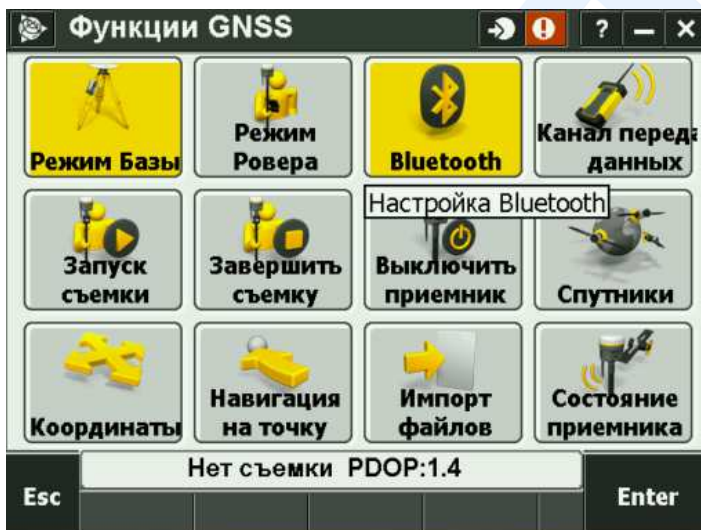 Функции GNSS
?
Режим Базы
Режим
Ровера
Bluetooth
Канал переда
данных
Настройка Bluetooth
Запуск
съемки
Завершить
съемку
Выключить
приемник
Спутники
Координаты
Навигация
на точку
Импорт
файлов
Состояние
приемника
Нет съемки PDOP:1.4
Esc
Enter